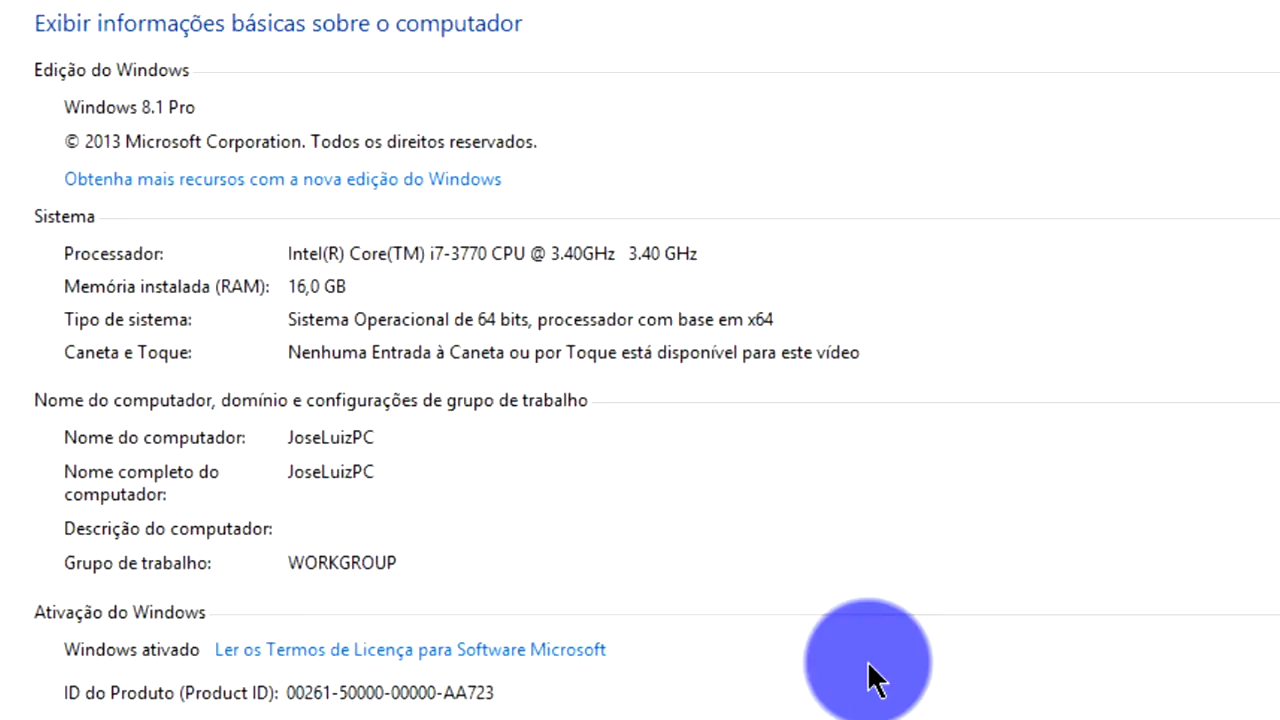 Exibir informações básicas sobre o computador
Edição do Windows
Windows 8.1 Pro
© 2013 Microsoft Corporation. Todos os direitos reservados.
Obtenha mais recursos com a nova edição do Windows
Sistema
Processador: Intel(R) Core(TM) i7-3770 CPU @ 3.40GHz 3.40 GHz
Memória instalada (RAM): 16,0 GB
Tipo de sistema: Sistema Operacional de 64 bits, processador com base em x64
Caneta e Toque: Nenhuma Entrada à Caneta ou por Toque está disponível para este vídeo
Nome do computador, domínio e configurações de grupo de trabalho
Nome do computador: JoseLuizPC
Nome completo do JoseLuizPC
computador:
Descrição do computador:
Grupo de trabalho: WORKGROUP
Ativação do Windows
Windows ativado Ler os Termos de Licença para Software Microsoft
ID do Produto (Product ID): 00261-50000-00000-AA723